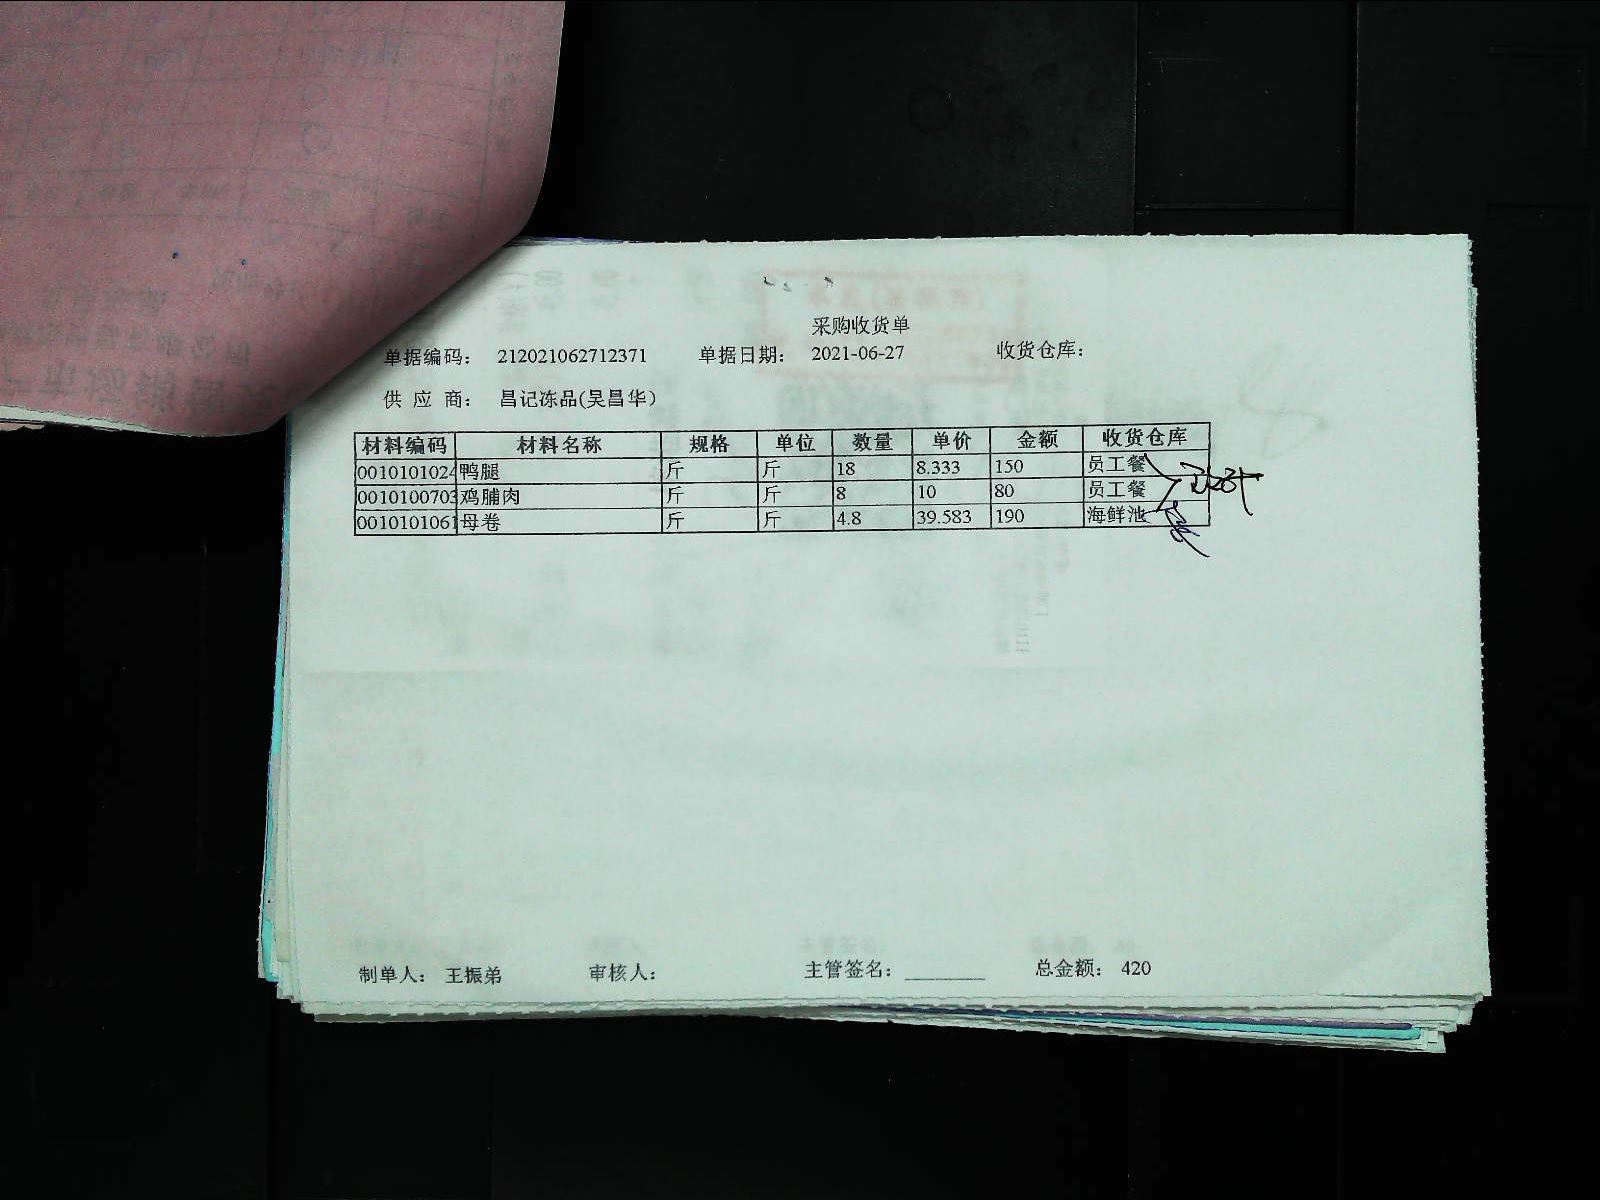 采购收货单
单据编码： 212021062712371 单据日期： 2021-06-27 收货仓库：
供 应 商： 昌记冻品(吴昌华)
材料编码 材料名称 规格 单位 数量 单价 金额 收货仓库
0010101024 鸭腿 斤 斤 18 8.333 150 员工餐
0010100703 鸡脯肉 斤 斤 8 10 80 员工餐
0010101061 母卷 斤 斤 4.8 39.583 190 海鲜池
制单人： 王振弟 审核人： 主管签名： 总金额： 420